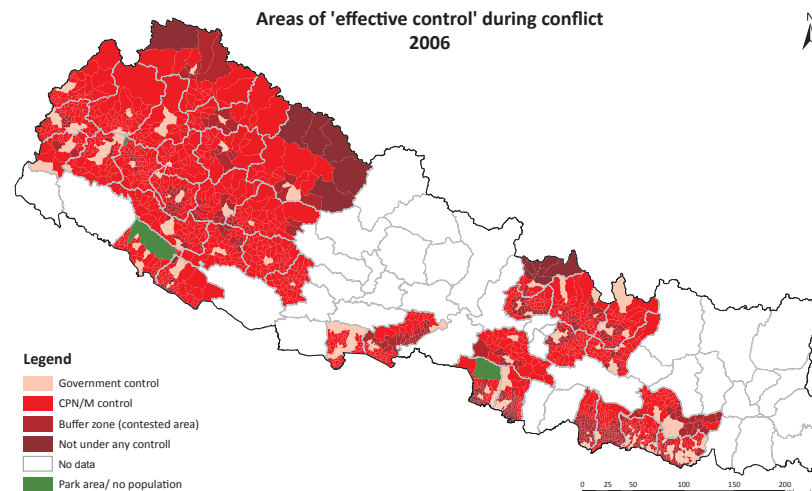 Areas of 'effective control' during conflict
2006
N
Legend
Government control
CPN/M control
Buffer zone (contested area)
Not under any controll
No data
Park area/ no population
0 25 50 100 150 200